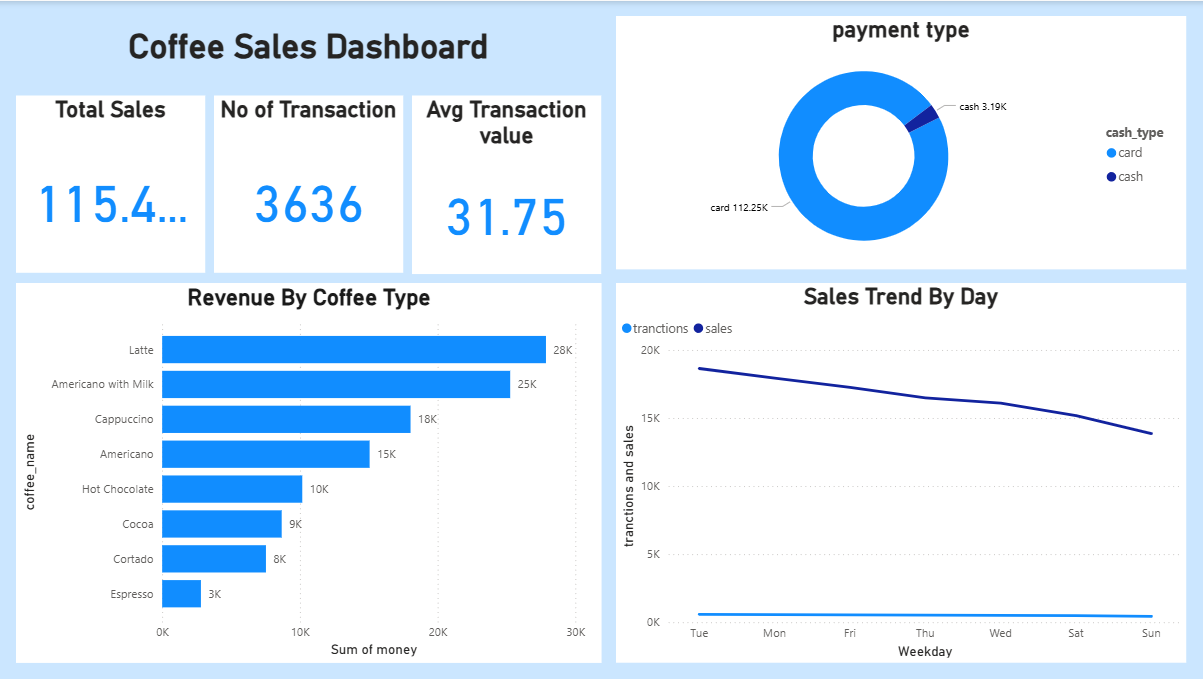 Coffee Sales Dashboard
Total Sales
115.4...
No of Transaction
3636
Avg Transaction
value
31.75
payment type
cash 3.19K
card 112.25K
cash_type
card
cash
Revenue By Coffee Type
coffee_name
Latte 28K
Americano with Milk 25K
Cappuccino 18K
Americano 15K
Hot Chocolate 10K
Cocoa 9K
Cortado 8K
Espresso 3K
0K 10K 20K 30K
Sum of money
Sales Trend By Day
tranctions sales
tranctions and sales
20K
15K
10K
5K
0K
Tue Mon Fri Thu Wed Sat Sun
Weekday